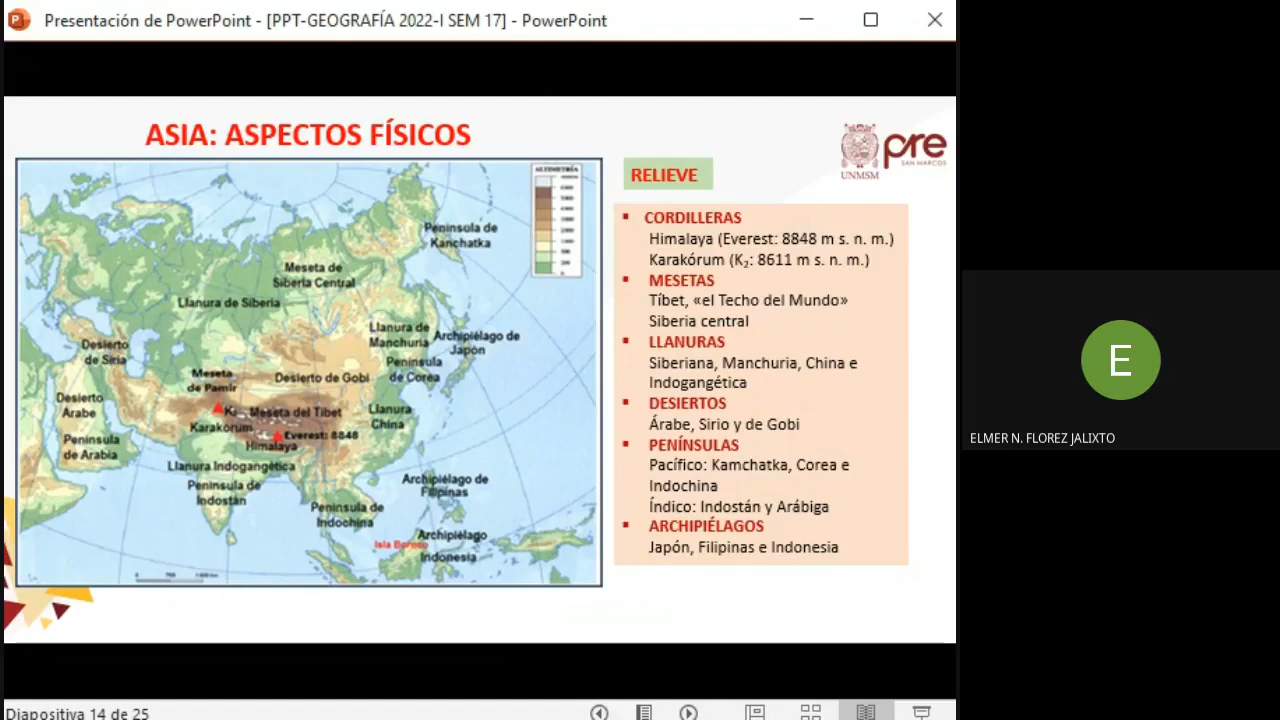 Presentación de PowerPoint - [PPT-GEOGRAFÍA 2022-I SEM 17] - PowerPoint
ASIA: ASPECTOS FÍSICOS
UNMSM
pre
SAN MARCOS
RELIEVE
CORDILLERAS
Himalaya (Everest: 8848 m s. n. m.)
Karakórum (K₂: 8611 m s. n. m.)
MESETAS
Tíbet, «el Techo del Mundo»
Siberia central
LLANURAS
Siberiana, Manchuria, China e
Indogangética
DESIERTOS
Árabe, Sirio y de Gobi
PENÍNSULAS
Pacífico: Kamchatka, Corea e
Indochina
Índico: Indostán y Arábiga
ARCHIPIÉLAGOS
Japón, Filipinas e Indonesia
ALTIMETRÍA
Península de
Kanchatka
Meseta de
Siberia Central
Llanura de Siberia
Llanura de
Manchuria
Archipiélago de
Japón
Desierto
de Siria
Península
de Corea
Meseta
de Pamir
Desierto de Gobi
Desierto
Arabe
K₂
Meseta del Tibet
Llanura
China
Karakorum
Everest: 8848
Himalaya
Península
de Arabia
Llanura Indogangética
Península de
Indostán
Archipiélago de
Filipinas
Península de
Indochina
Isla Borneo
Archipiélago
Indonesia
E
ELMER N. FLOREZ JALIXTO
Diapositiva 14 de 25